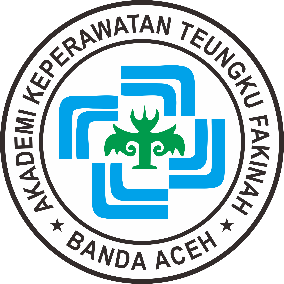 AKADEMI KEPERAWATAN TEUNGKU FAKINAH
BANDA ACEH